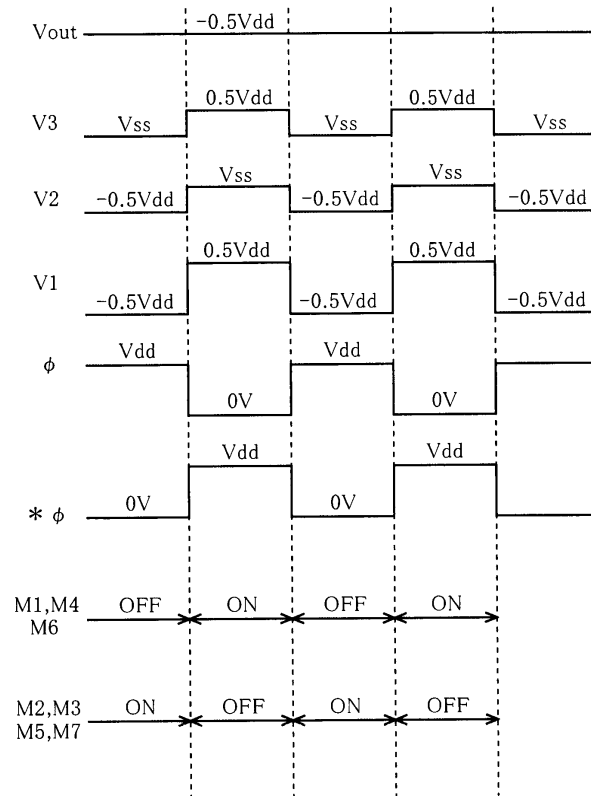 Vout -0.5Vdd
V3 Vss 0.5Vdd Vss 0.5Vdd Vss
V2 -0.5Vdd Vss -0.5Vdd Vss -0.5Vdd
V1 -0.5Vdd 0.5Vdd -0.5Vdd 0.5Vdd -0.5Vdd
ϕ Vdd 0V Vdd 0V
* ϕ 0V Vdd 0V Vdd
M1,M4 OFF ON OFF ON
M6
M2,M3 ON OFF ON OFF
M5,M7